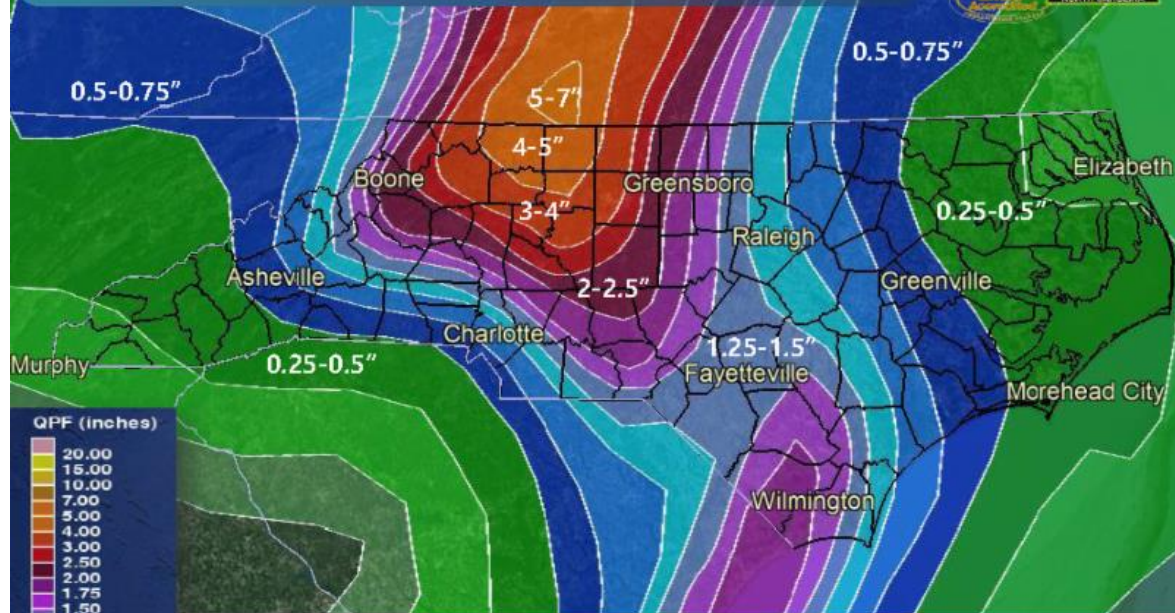 Accredited
0.5-0.75”
0.5-0.75”
5-7”
4-5”
Boone
Greensboro
Elizabeth
3-4”
0.25-0.5”
Raleigh
Asheville
Greenville
2-2.5”
Charlotte
1.25-1.5”
Murphy
0.25-0.5”
Fayetteville
Morehead City
QPF (inches)
20.00
15.00
10.00
7.00
5.00
4.00
3.00
2.50
2.00
1.75
1.50
Wilmington